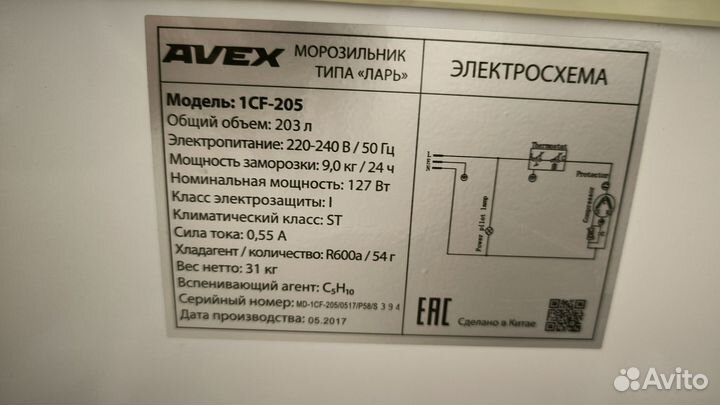 AVEX
МОРОЗИЛЬНИК
ТИПА «ЛАРЬ»
Модель: 1CF-205
Общий объем: 203 л
Электропитание: 220-240 В / 50 Гц
Мощность заморозки: 9,0 кг / 24 ч
Номинальная мощность: 127 Вт
Класс электрозащиты: I
Климатический класс: ST
Сила тока: 0,55 А
Хладагент / количество: R600a / 54 г
Вес нетто: 31 кг
Вспенивающий агент: C₅H₁₀
Серийный номер: MD-1CF-205/0517/P58/S 3 9 4
Дата производства: 05.2017
ЭЛЕКТРОСХЕМА
Thermostat
L
E
N
Protector
Compressor
Power pilot lamp
EAC
Сделано в Китае
Avito